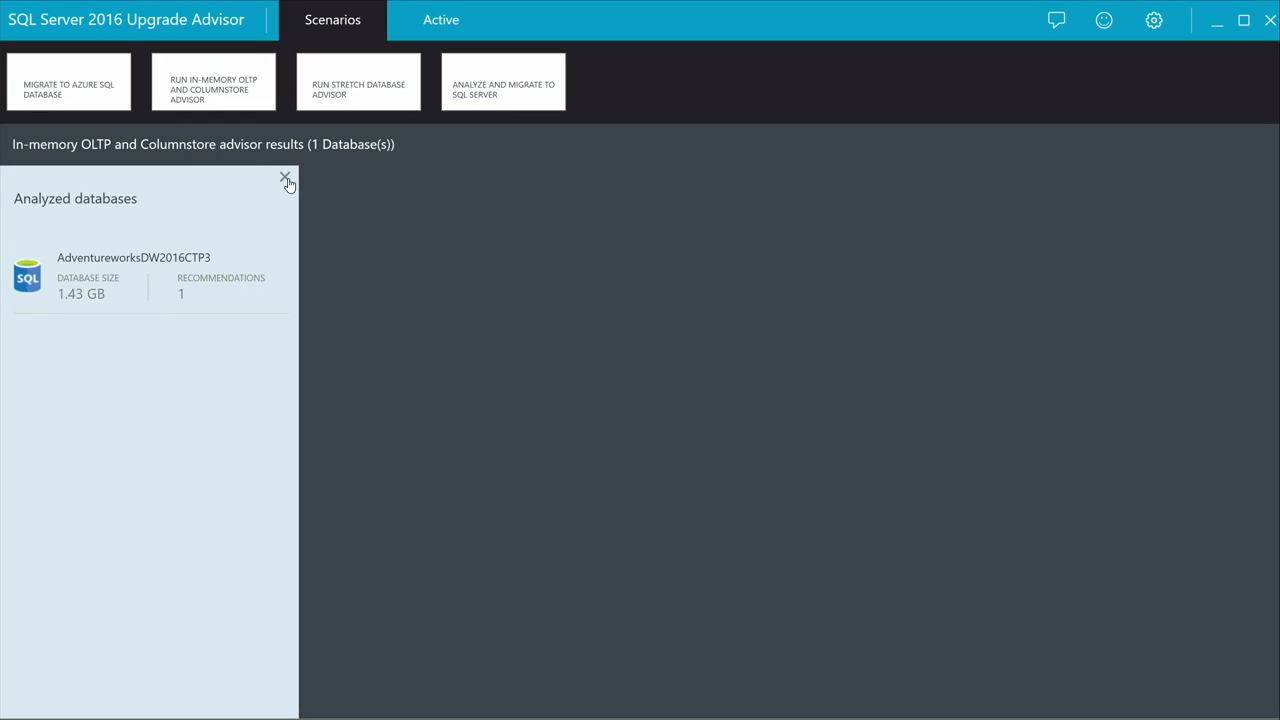 SQL Server 2016 Upgrade Advisor
Scenarios
Active
MIGRATE TO AZURE SQL
DATABASE
RUN IN-MEMORY OLTP
AND COLUMNSTORE
ADVISOR
RUN STRETCH DATABASE
ADVISOR
ANALYZE AND MIGRATE TO
SQL SERVER
In-memory OLTP and Columnstore advisor results (1 Database(s))
Analyzed databases
SQL
AdventureworksDW2016CTP3
DATABASE SIZE
1.43 GB
RECOMMENDATIONS
1